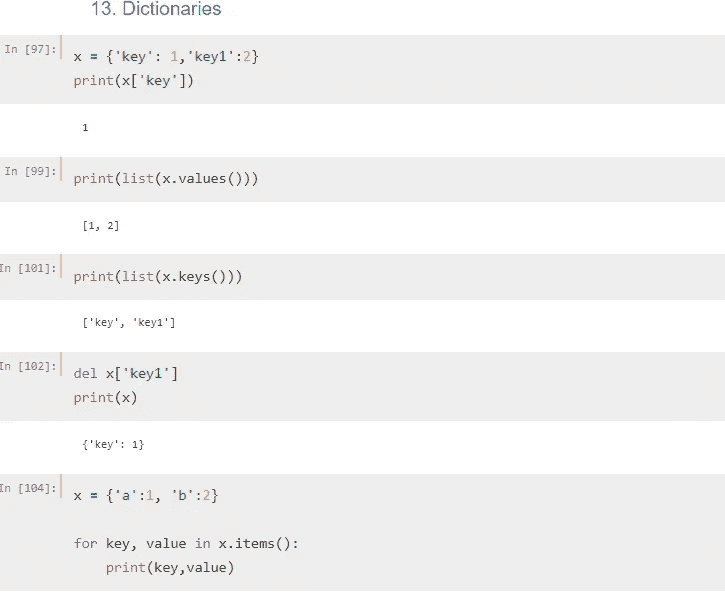 13. Dictionaries
In [97]:
x = {'key': 1,'key1':2}
print(x['key'])
1
In [99]:
print(list(x.values()))
[1, 2]
In [101]:
print(list(x.keys()))
['key', 'key1']
In [102]:
del x['key1']
print(x)
{'key': 1}
In [104]:
x = {'a':1, 'b':2}
for key, value in x.items():
    print(key,value)